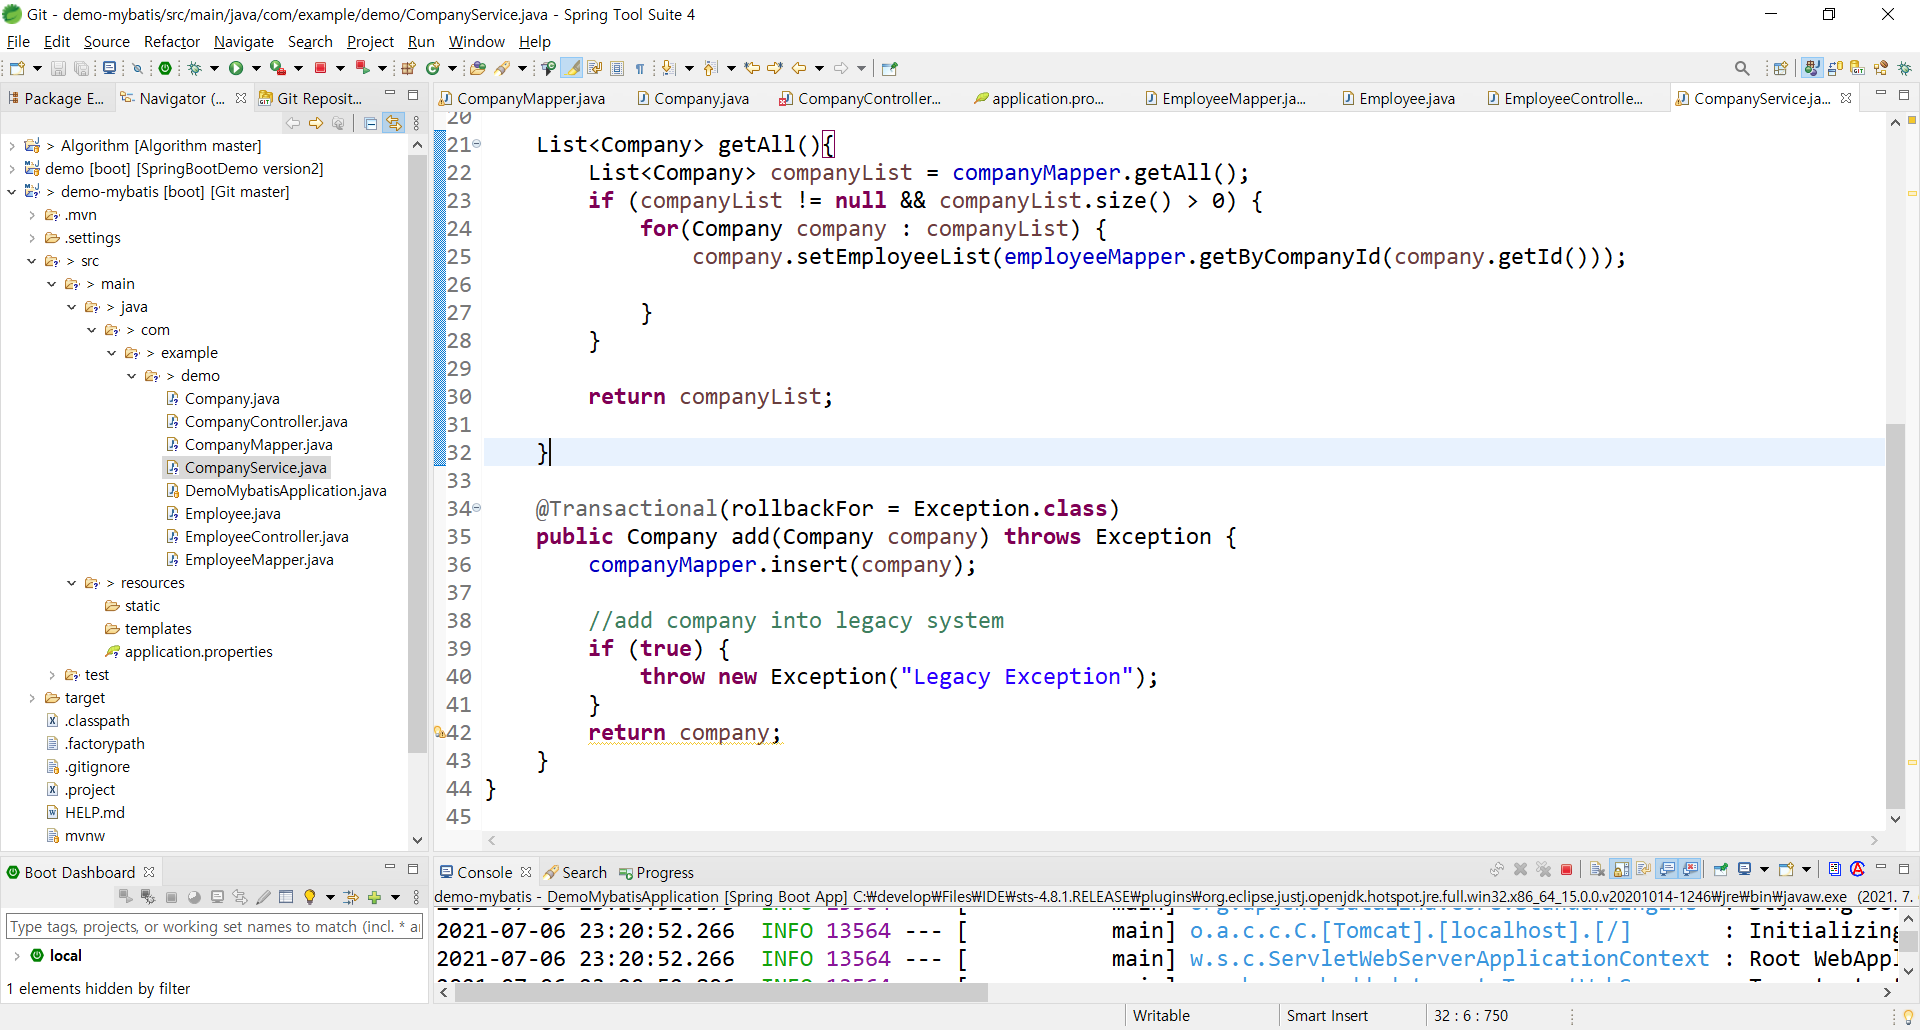 Git - demo-mybatis/src/main/java/com/example/demo/CompanyService.java - Spring Tool Suite 4
File Edit Source Refactor Navigate Search Project Run Window Help
Package E...
Navigator (...
Git Reposit...
> Algorithm [Algorithm master]
demo [boot] [SpringBootDemo version2]
> demo-mybatis [boot] [Git master]
.mvn
.settings
> src
> main
> java
> com
> example
> demo
Company.java
CompanyController.java
CompanyMapper.java
CompanyService.java
DemoMybatisApplication.java
Employee.java
EmployeeController.java
EmployeeMapper.java
> resources
static
templates
application.properties
test
target
.classpath
.factorypath
.gitignore
.project
HELP.md
mvnw
CompanyMapper.java Company.java CompanyController... application.pro... EmployeeMapper.ja... Employee.java EmployeeControlle... CompanyService.ja...
20
21 List<Company> getAll(){
22 List<Company> companyList = companyMapper.getAll();
23 if (companyList != null && companyList.size() > 0) {
24 for(Company company : companyList) {
25 company.setEmployeeList(employeeMapper.getByCompanyId(company.getId()));
26
27 }
28 }
29
30 return companyList;
31
32 }
33
34 @Transactional(rollbackFor = Exception.class)
35 public Company add(Company company) throws Exception {
36 companyMapper.insert(company);
37
38 //add company into legacy system
39 if (true) {
40 throw new Exception("Legacy Exception");
41 }
42 return company;
43 }
44 }
45
Boot Dashboard
Type tags, projects, or working set names to match (incl. *
local
1 elements hidden by filter
Console Search Progress
demo-mybatis - DemoMybatisApplication [Spring Boot App] C:₩develop₩Files₩IDE₩sts-4.8.1.RELEASE₩plugins₩org.eclipse.justj.openjdk.hotspot.jre.full.win32.x86_64_15.0.0.v20201014-1246₩jre₩bin₩javaw.exe (2021. 7.
2021-07-06 23:20:52.266 INFO 13564 --- [ main] o.a.c.c.C.[Tomcat].[localhost].[/] : Initializing
2021-07-06 23:20:52.266 INFO 13564 --- [ main] w.s.c.ServletWebServerApplicationContext : Root WebAppl
Writable Smart Insert 32 : 6 : 750